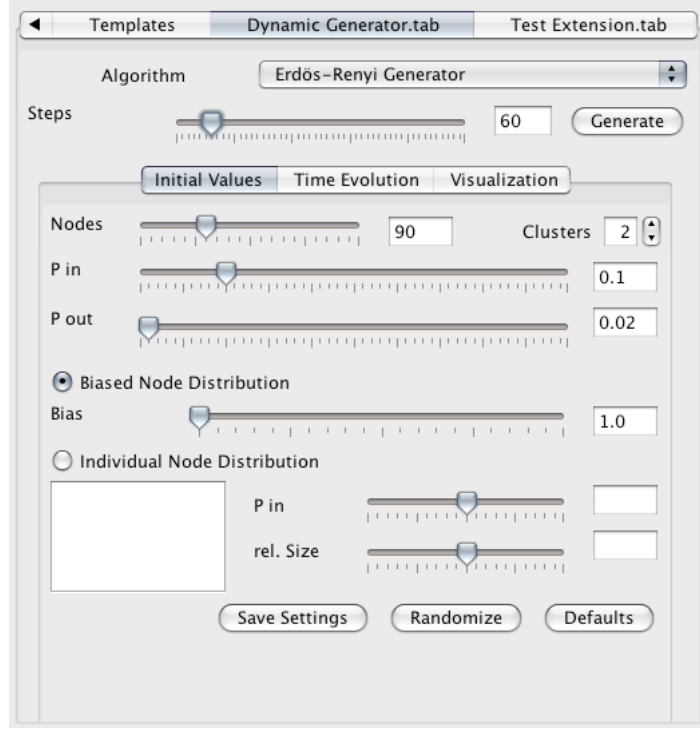 Templates Dynamic Generator.tab Test Extension.tab
Algorithm Erdös-Renyi Generator
Steps 60 Generate
Initial Values Time Evolution Visualization
Nodes 90 Clusters 2
P in 0.1
P out 0.02
Biased Node Distribution
Bias 1.0
Individual Node Distribution
P in
rel. Size
Save Settings Randomize Defaults